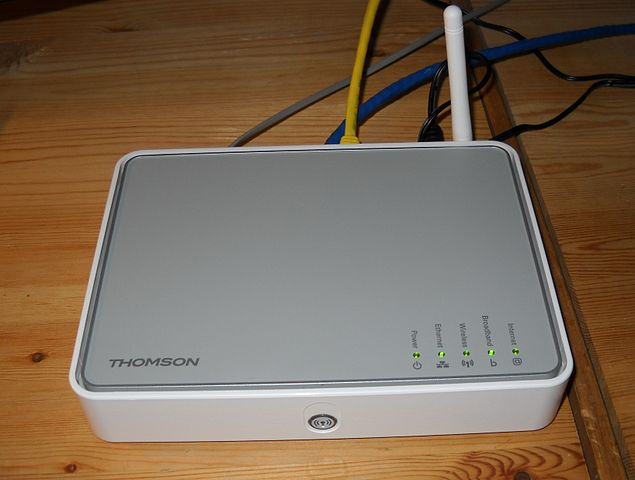 THOMSON
Power
Ethernet
Wireless
Broadband
Internet